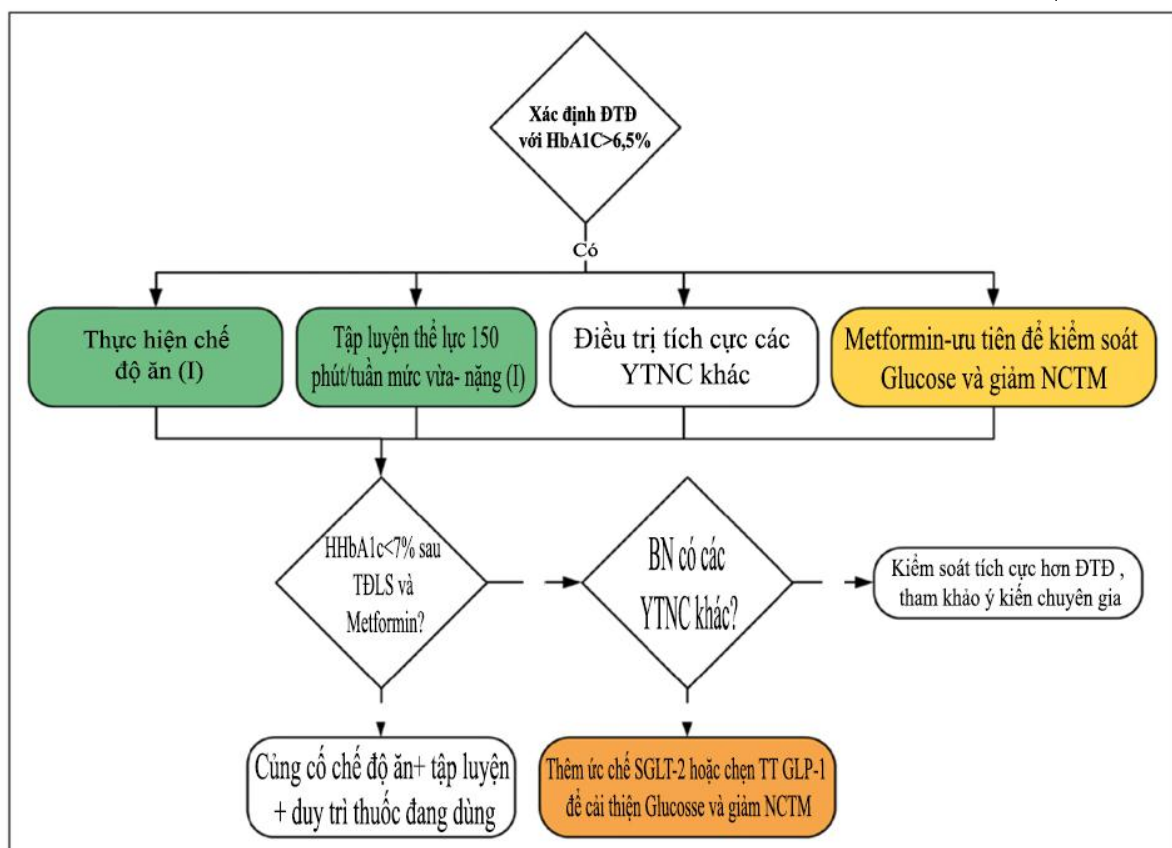 Xác định ĐTĐ
với HbA1C>6,5%
Có
Thực hiện chế
độ ăn (I)
Tập luyện thể lực 150
phút/tuần mức vừa- nặng (I)
Điều trị tích cực các
YTNC khác
Metformin-ưu tiên để kiểm soát
Glucose và giảm NCTM
HHbA1c<7% sau
TĐLS và
Metformin?
BN có các
YTNC khác?
Kiểm soát tích cực hơn ĐTĐ ,
tham khảo ý kiến chuyên gia
Củng cố chế độ ăn+ tập luyện
+ duy trì thuốc đang dùng
Thêm ức chế SGLT-2 hoặc chẹn TT GLP-1
để cải thiện Glucosse và giảm NCTM